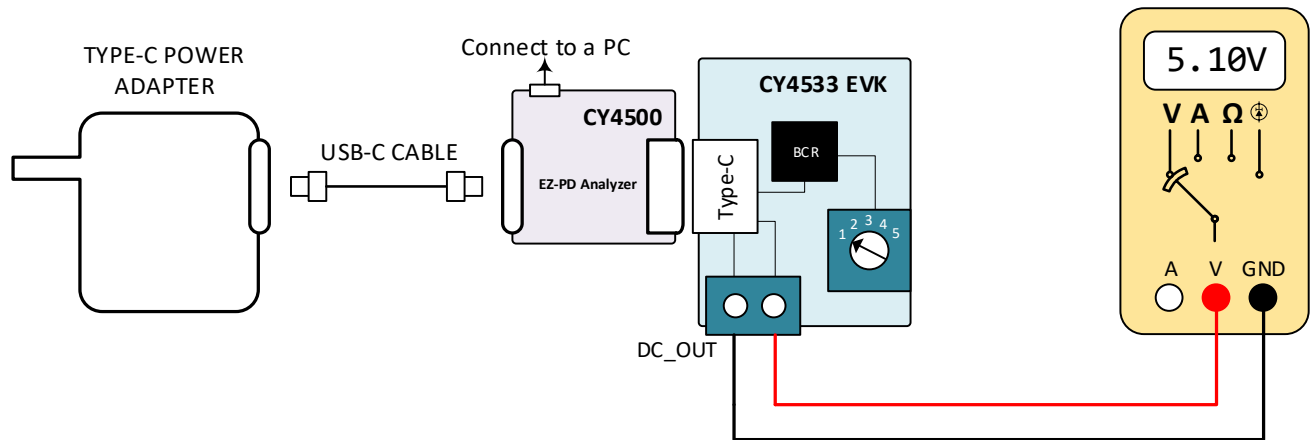 TYPE-C POWER
ADAPTER
USB-C CABLE
Connect to a PC
CY4500
EZ-PD Analyzer
CY4533 EVK
Type-C
BCR
1 2 3 4 5
DC_OUT
5.10V
V A Ω
A V GND